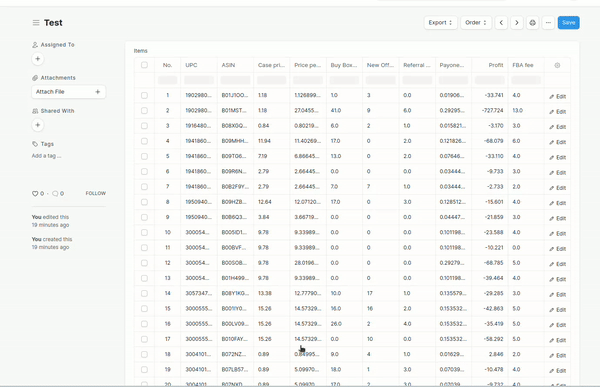 Test
Export
Order
Save
Assigned To
Attachments
Attach File
Shared With
Tags
Add a tag ...
0 · 0 FOLLOW
You edited this
19 minutes ago
You created this
19 minutes ago
Items
No. UPC ASIN Case pri... Price pe... Buy Box... New Off... Referral ... Payone... Profit FBA fee
1 1902980... B01J1OO... 1.18 1.126899... 1.0 3 0.0 0.01906... -33.741 4.0 Edit
2 1902980... B01MST... 1.18 27.0455... 41.0 9 6.0 0.29295... -727.724 13.0 Edit
3 1916480... B08XGQ... 0.84 0.80219... 6.0 2 1.0 0.015821... -3.170 3.0 Edit
4 1941860... B09MHH... 11.94 11.40269... 17.0 2.0 0.121826... -68.079 6.0 Edit
5 1941860... B09TG6... 7.19 6.86645... 13.0 0 2.0 0.07646... -33.110 4.0 Edit
6 1941860... B09R6N... 2.79 2.66445... 0.0 0 0.0 0.03444... -9.733 3.0 Edit
7 1941860... B0B2F9Y... 2.79 2.66445... 7.0 7 1.0 0.03444... -2.733 2.0 Edit
8 1950940... B09HZB... 12.64 12.07120... 17.0 0 3.0 0.128512... -15.601 4.0 Edit
9 1950940... B0B6Q3... 3.84 3.66719... 0.0 0 0.0 0.04447... -21.859 3.0 Edit
10 300054... B005ID1... 9.78 9.33989... 0.0 0 0.0 0.101198... -23.588 4.0 Edit
11 300054... B00BVF... 9.78 9.33989... 0.0 0 0.0 0.101198... -10.221 0.0 Edit
12 300054... B00SOB... 9.78 28.0196... 0.0 0 0.0 0.29279... -68.785 5.0 Edit
13 300054... B01H499... 9.78 9.33989... 0.0 0 0.0 0.101198... -39.464 4.0 Edit
14 3057347... B08Y1KG... 13.38 12.77790... 10.0 17 1.0 0.135579... -29.285 3.0 Edit
15 3000555... B001IY0... 15.26 14.57329... 16.0 16 2.0 0.153532... -42.863 5.0 Edit
16 3000555... B00LV09... 15.26 14.57329... 26.0 2 4.0 0.153532... -35.419 5.0 Edit
17 3000555... B010FAY... 15.26 14.57329... 0.0 10 0.0 0.153532... -58.292 5.0 Edit
18 3004101... B072NZ... 0.89 0.84995... 9.0 4 1.0 0.01629... 2.846 2.0 Edit
19 3004101... B07LB57... 0.89 5.09970... 18.0 1 3.0 0.07039... -10.478 4.0 Edit
20 3004101... 0.89 5.09970... 17.0 2 3.0 Edit